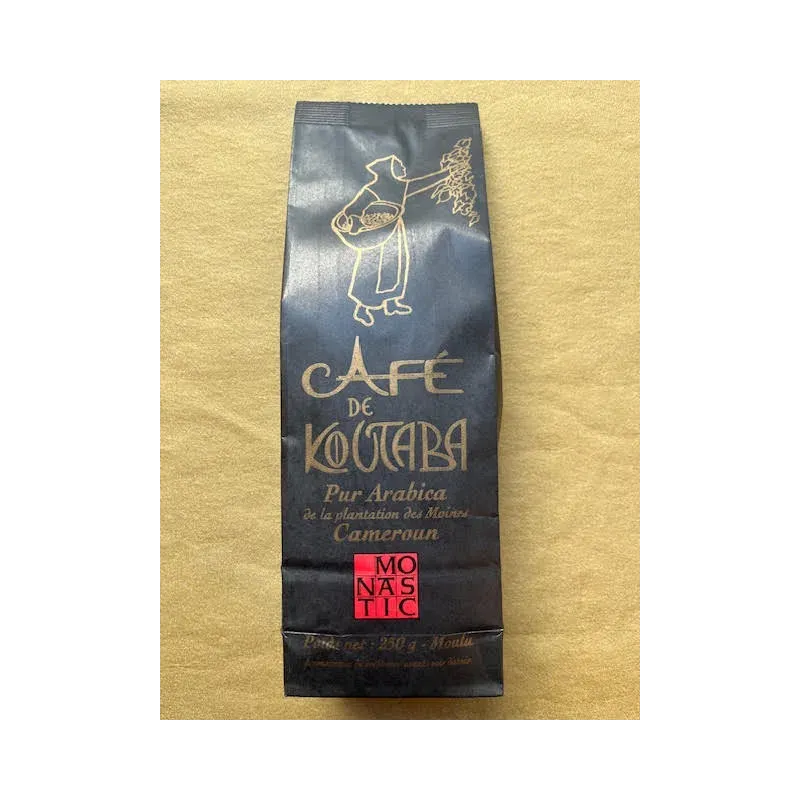 CAFÉ
DE
KOUTABA
Pur Arabica
de la plantation des Moines
Cameroun
MO
NAS
TIC
Poids net : 250 g - Moulu